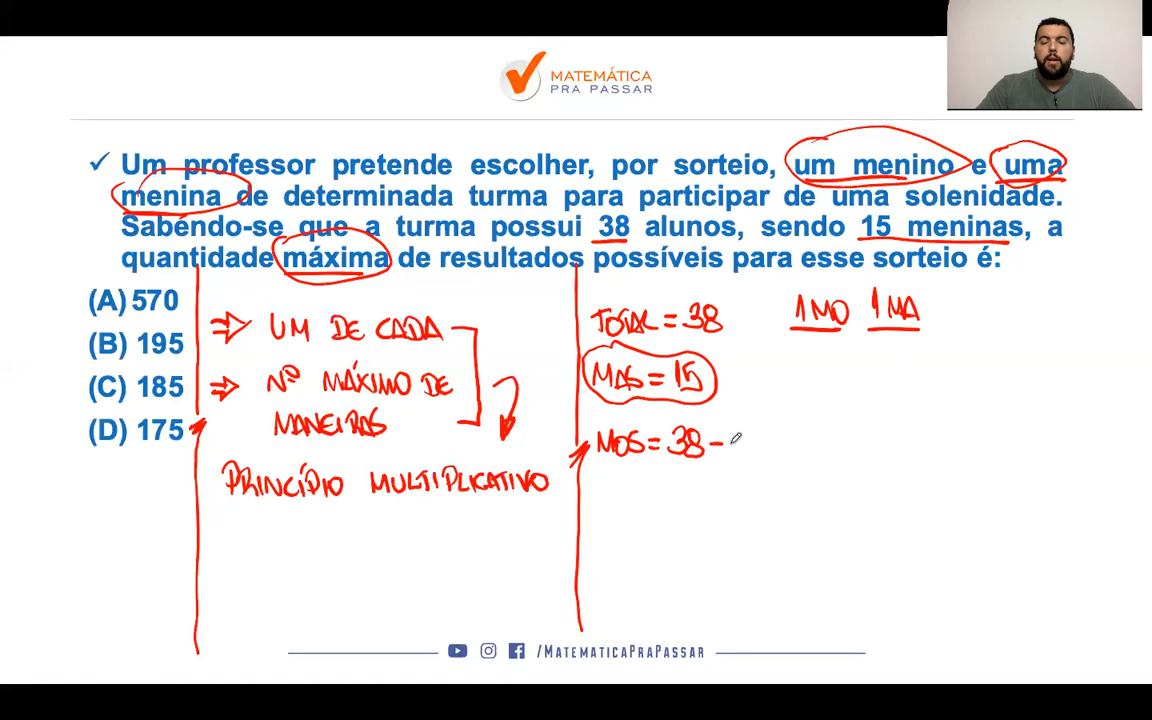 MATEMÁTICA
PRA PASSAR
✓ Um professor pretende escolher, por sorteio, um menino e uma
menina de determinada turma para participar de uma solenidade.
Sabendo-se que a turma possui 38 alunos, sendo 15 meninas, a
quantidade máxima de resultados possíveis para esse sorteio é:
(A) 570
(B) 195
(C) 185
(D) 175
⇒ UM DE CADA
⇒ Nº MÁXIMO DE
MANEIRAS
PRINCÍPIO MULTIPLICATIVO
TOTAL = 38
MAS = 15
MOS = 38 -
1 MO 1 MA
/MATEMATICAPRAPASSAR